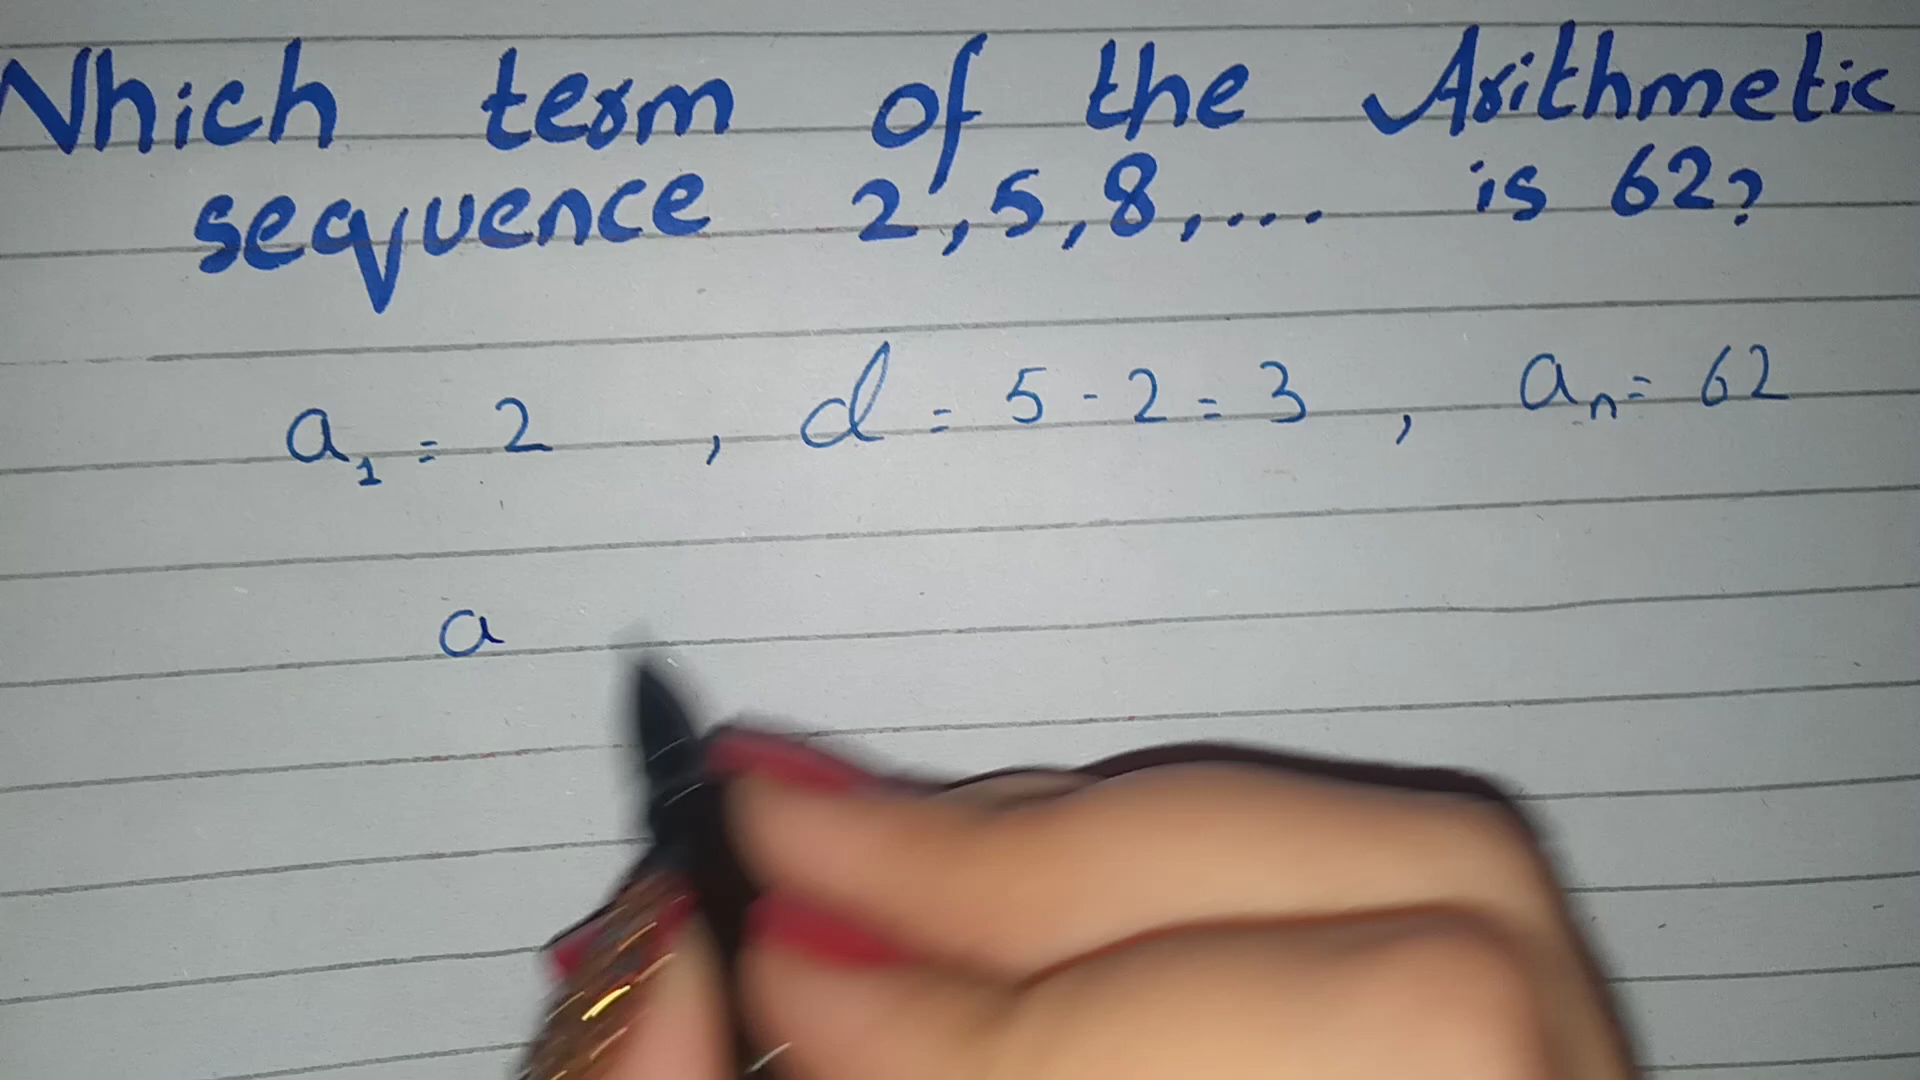 Which term of the Arithmetic
sequence 2, 5, 8, .... is 62?
a₁ = 2 , d = 5 - 2 = 3 , aₙ = 62
a